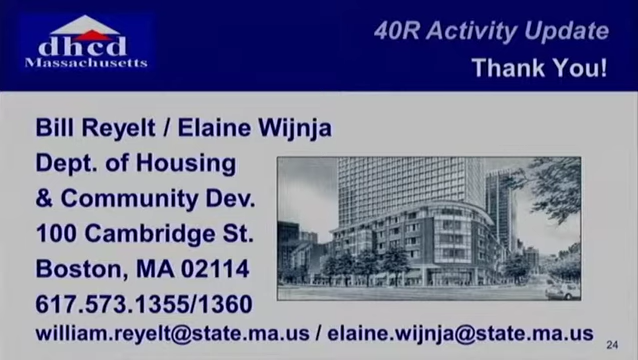 dhcd
Massachusetts
40R Activity Update
Thank You!
Bill Reyelt / Elaine Wijnja
Dept. of Housing
& Community Dev.
100 Cambridge St.
Boston, MA 02114
617.573.1355/1360
william.reyelt@state.ma.us / elaine.wijnja@state.ma.us
24